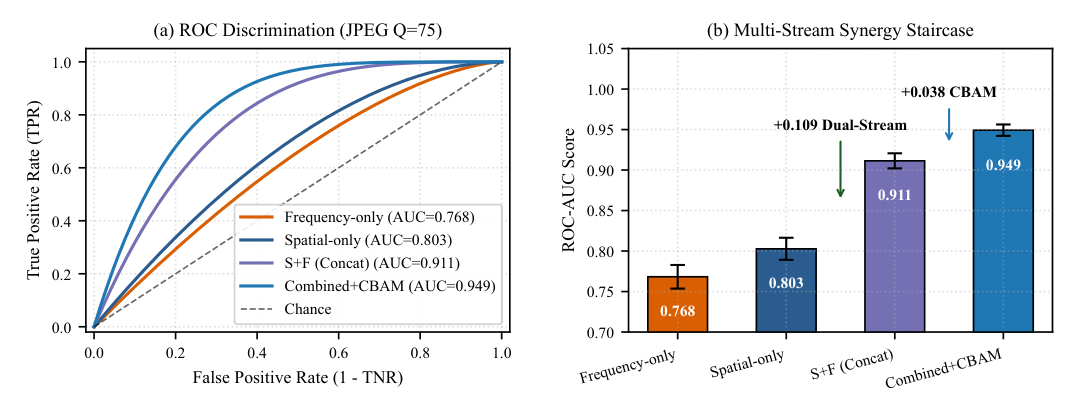 (a) ROC Discrimination (JPEG Q=75)
True Positive Rate (TPR)
1.0
0.8
0.6
0.4
0.2
0.0
Frequency-only (AUC=0.768)
Spatial-only (AUC=0.803)
S+F (Concat) (AUC=0.911)
Combined+CBAM (AUC=0.949)
Chance
0.0 0.2 0.4 0.6 0.8 1.0
False Positive Rate (1 - TNR)
(b) Multi-Stream Synergy Staircase
ROC-AUC Score
1.05
1.00
0.95
0.90
0.85
0.80
0.75
0.70
+0.038 CBAM
+0.109 Dual-Stream
0.768
0.803
0.911
0.949
Frequency-only
Spatial-only
S+F (Concat)
Combined+CBAM